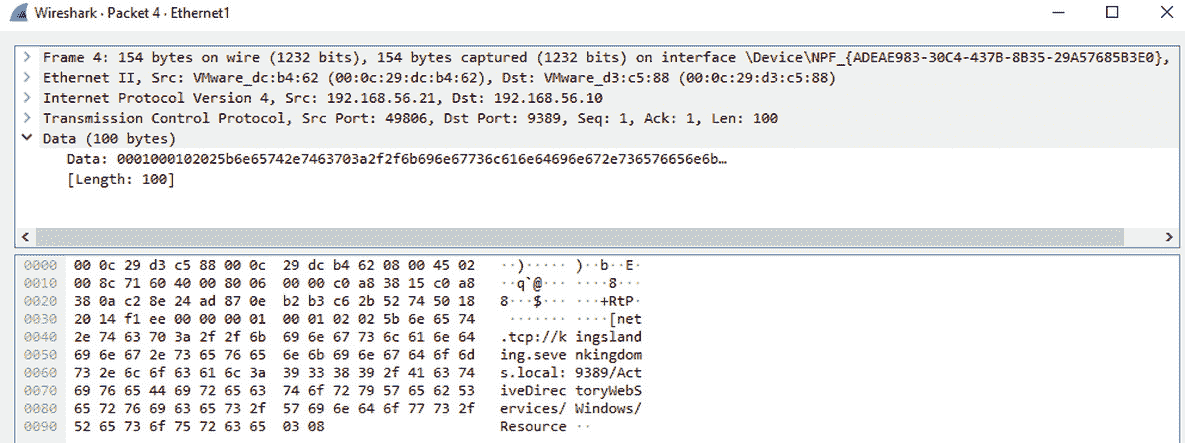 Wireshark · Packet 4 · Ethernet1
Frame 4: 154 bytes on wire (1232 bits), 154 bytes captured (1232 bits) on interface \Device\NPF_{ADEAE983-30C4-437B-8B35-29A57685B3E0},
Ethernet II, Src: VMware_dc:b4:62 (00:0c:29:dc:b4:62), Dst: VMware_d3:c5:88 (00:0c:29:d3:c5:88)
Internet Protocol Version 4, Src: 192.168.56.21, Dst: 192.168.56.10
Transmission Control Protocol, Src Port: 49806, Dst Port: 9389, Seq: 1, Ack: 1, Len: 100
Data (100 bytes)
Data: 0001000102025b6e65742e7463703a2f2f6b696e67736c616e64696e672e736576656e6b…
[Length: 100]
0000 00 0c 29 d3 c5 88 00 0c 29 dc b4 62 08 00 45 02 ··)····· )··b··E·
0010 00 8c 71 60 40 00 80 06 00 00 c0 a8 38 15 c0 a8 ··q`@··· ····8···
0020 38 0a c2 8e 24 ad 87 0e b2 b3 c6 2b 52 74 50 18 8···$··· ···+RtP·
0030 20 14 f1 ee 00 00 00 01 00 01 02 02 5b 6e 65 74 ······· ····[net
0040 2e 74 63 70 3a 2f 2f 6b 69 6e 67 73 6c 61 6e 64 .tcp://k ingsland
0050 69 6e 67 2e 73 65 76 65 6e 6b 69 6e 67 64 6f 6d ing.seve nkingdom
0060 73 2e 6c 6f 63 61 6c 3a 39 33 38 39 2f 41 63 74 s.local: 9389/Act
0070 69 76 65 44 69 72 65 63 74 6f 72 79 57 65 62 53 iveDirec toryWebS
0080 65 72 76 69 63 65 73 2f 57 69 6e 64 6f 77 73 2f ervices/ Windows/
0090 52 65 73 6f 75 72 63 65 03 08 Resource ··